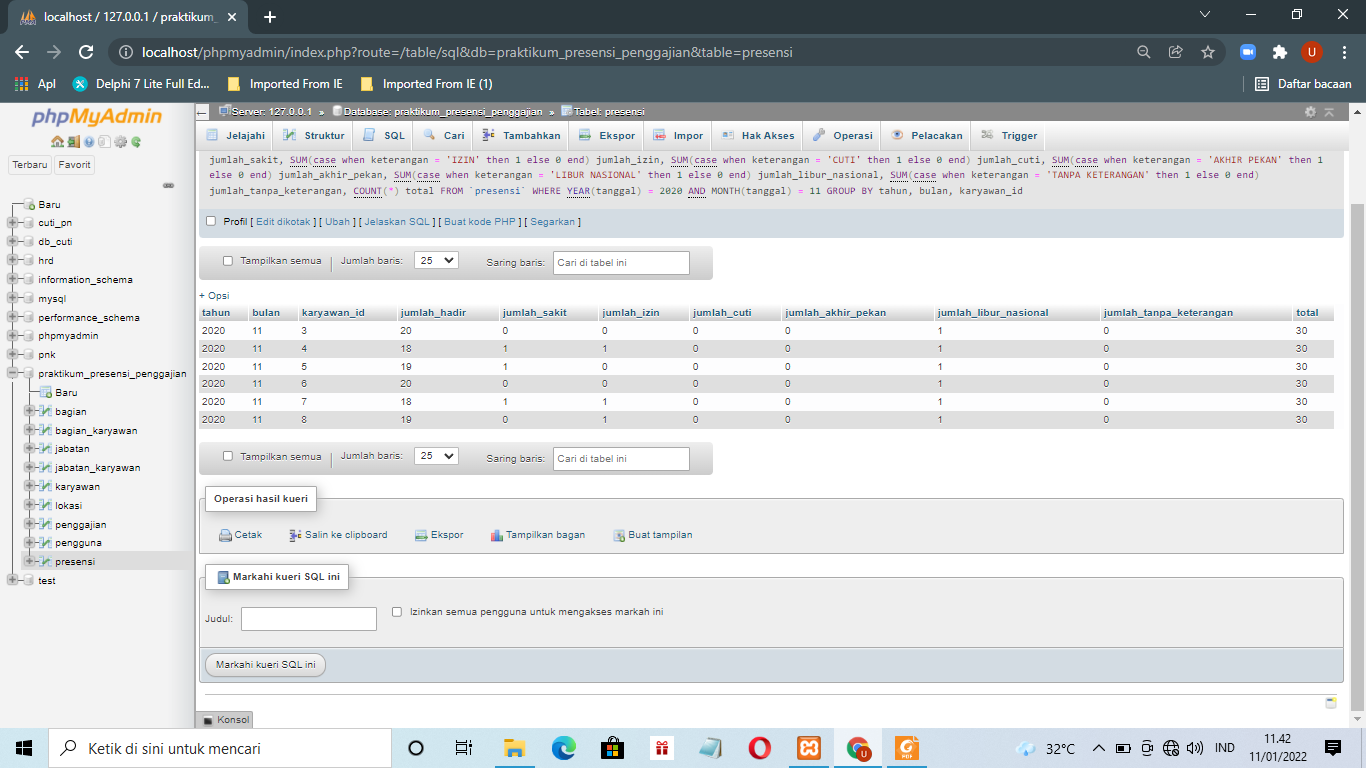 localhost / 127.0.0.1 / praktikum_
localhost/phpmyadmin/index.php?route=/table/sql&db=praktikum_presensi_penggajian&table=presensi
U
Apl
Delphi 7 Lite Full Ed...
Imported From IE
Imported From IE (1)
Daftar bacaan
phpMyAdmin
Terbaru
Favorit
Baru
cuti_pn
db_cuti
hrd
information_schema
mysql
performance_schema
phpmyadmin
pnk
praktikum_presensi_penggajian
Baru
bagian
bagian_karyawan
jabatan
jabatan_karyawan
karyawan
lokasi
penggajian
pengguna
presensi
test
Server: 127.0.0.1 » Database: praktikum_presensi_penggajian » Tabel: presensi
Jelajahi Struktur SQL Cari Tambahkan Ekspor Impor Hak Akses Operasi Pelacakan Trigger
jumlah_sakit, SUM(case when keterangan = 'IZIN' then 1 else 0 end) jumlah_izin, SUM(case when keterangan = 'CUTI' then 1 else 0 end) jumlah_cuti, SUM(case when keterangan = 'AKHIR PEKAN' then 1
else 0 end) jumlah_akhir_pekan, SUM(case when keterangan = 'LIBUR NASIONAL' then 1 else 0 end) jumlah_libur_nasional, SUM(case when keterangan = 'TANPA KETERANGAN' then 1 else 0 end)
jumlah_tanpa_keterangan, COUNT(*) total FROM `presensi` WHERE YEAR(tanggal) = 2020 AND MONTH(tanggal) = 11 GROUP BY tahun, bulan, karyawan_id
Profil [ Edit dikotak ] [ Ubah ] [ Jelaskan SQL ] [ Buat kode PHP ] [ Segarkan ]
Tampilkan semua | Jumlah baris: 25 Saring baris: Cari di tabel ini
+ Opsi
tahun bulan karyawan_id jumlah_hadir jumlah_sakit jumlah_izin jumlah_cuti jumlah_akhir_pekan jumlah_libur_nasional jumlah_tanpa_keterangan total
2020 11 3 20 0 0 0 0 1 0 30
2020 11 4 18 1 1 0 0 1 0 30
2020 11 5 19 1 0 0 0 1 0 30
2020 11 6 20 0 0 0 0 1 0 30
2020 11 7 18 1 1 0 0 1 0 30
2020 11 8 19 0 1 0 0 1 0 30
Tampilkan semua | Jumlah baris: 25 Saring baris: Cari di tabel ini
Operasi hasil kueri
Cetak Salin ke clipboard Ekspor Tampilkan bagan Buat tampilan
Markahi kueri SQL ini
Judul: Izinkan semua pengguna untuk mengakses markah ini
Markahi kueri SQL ini
Konsol
Ketik di sini untuk mencari
32°C
IND
11.42
11/01/2022